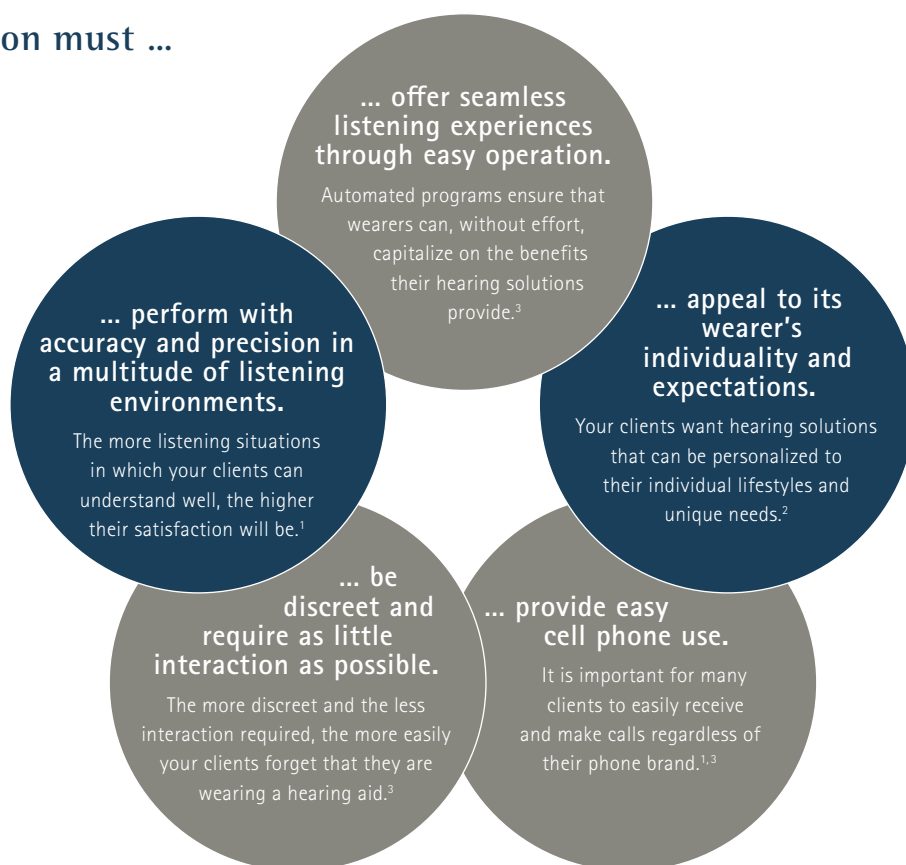 on must ...
... offer seamless
listening experiences
through easy operation.
Automated programs ensure that
wearers can, without effort,
capitalize on the benefits
their hearing solutions
provide.³
... perform with
accuracy and precision in
a multitude of listening
environments.
The more listening situations
in which your clients can
understand well, the higher
their satisfaction will be.¹
... appeal to its
wearer's
individuality and
expectations.
Your clients want hearing solutions
that can be personalized to
their individual lifestyles and
unique needs.²
... be
discreet and
require as little
interaction as possible.
The more discreet and the less
interaction required, the more easily
your clients forget that they are
wearing a hearing aid.³
... provide easy
cell phone use.
It is important for many
clients to easily receive
and make calls regardless of
their phone brand.¹˒³